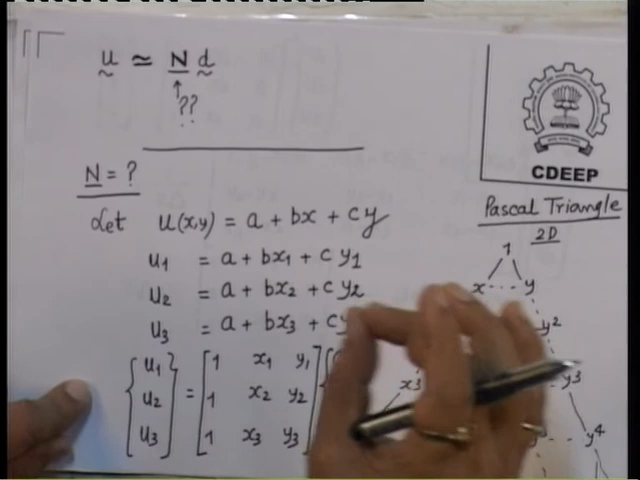 u ≃ N d
↑
??
N = ?
Let u(x,y) = a + bx + cy
u1 = a + bx1 + c y1
u2 = a + bx2 + c y2
u3 = a + bx3 + c
{u1 u2 u3} = [1 x1 y1
1 x2 y2
1 x3 y3]
CDEEP
Pascal Triangle
2D
1
x y
y²
x³ y³
y⁴